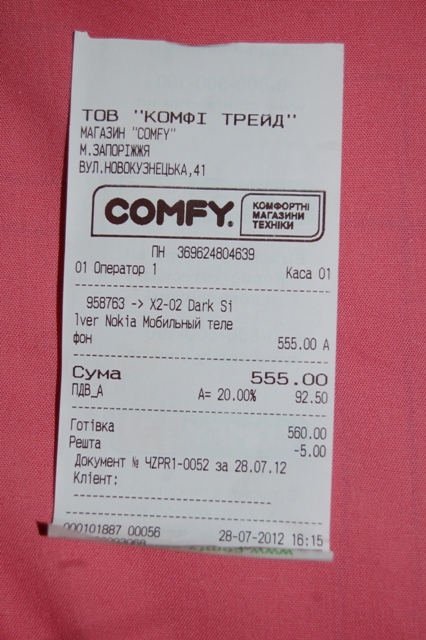 ТОВ "КОМФІ ТРЕЙД"
МАГАЗИН "COMFY"
М.ЗАПОРІЖЖЯ
ВУЛ.НОВОКУЗНЕЦЬКА,41
COMFY.
КОМФОРТНІ
МАГАЗИНИ
ТЕХНІКИ
ПН 369624804639
01 Оператор 1 Каса 01
958763 -> X2-02 Dark Si
lver Nokia Мобильный теле
фон 555.00 А
Сума 555.00
ПДВ_А А= 20.00% 92.50
Готівка 560.00
Решта -5.00
Документ № ЧZPR1-0052 за 28.07.12
Клієнт:
000101887 00056 28-07-2012 16:15